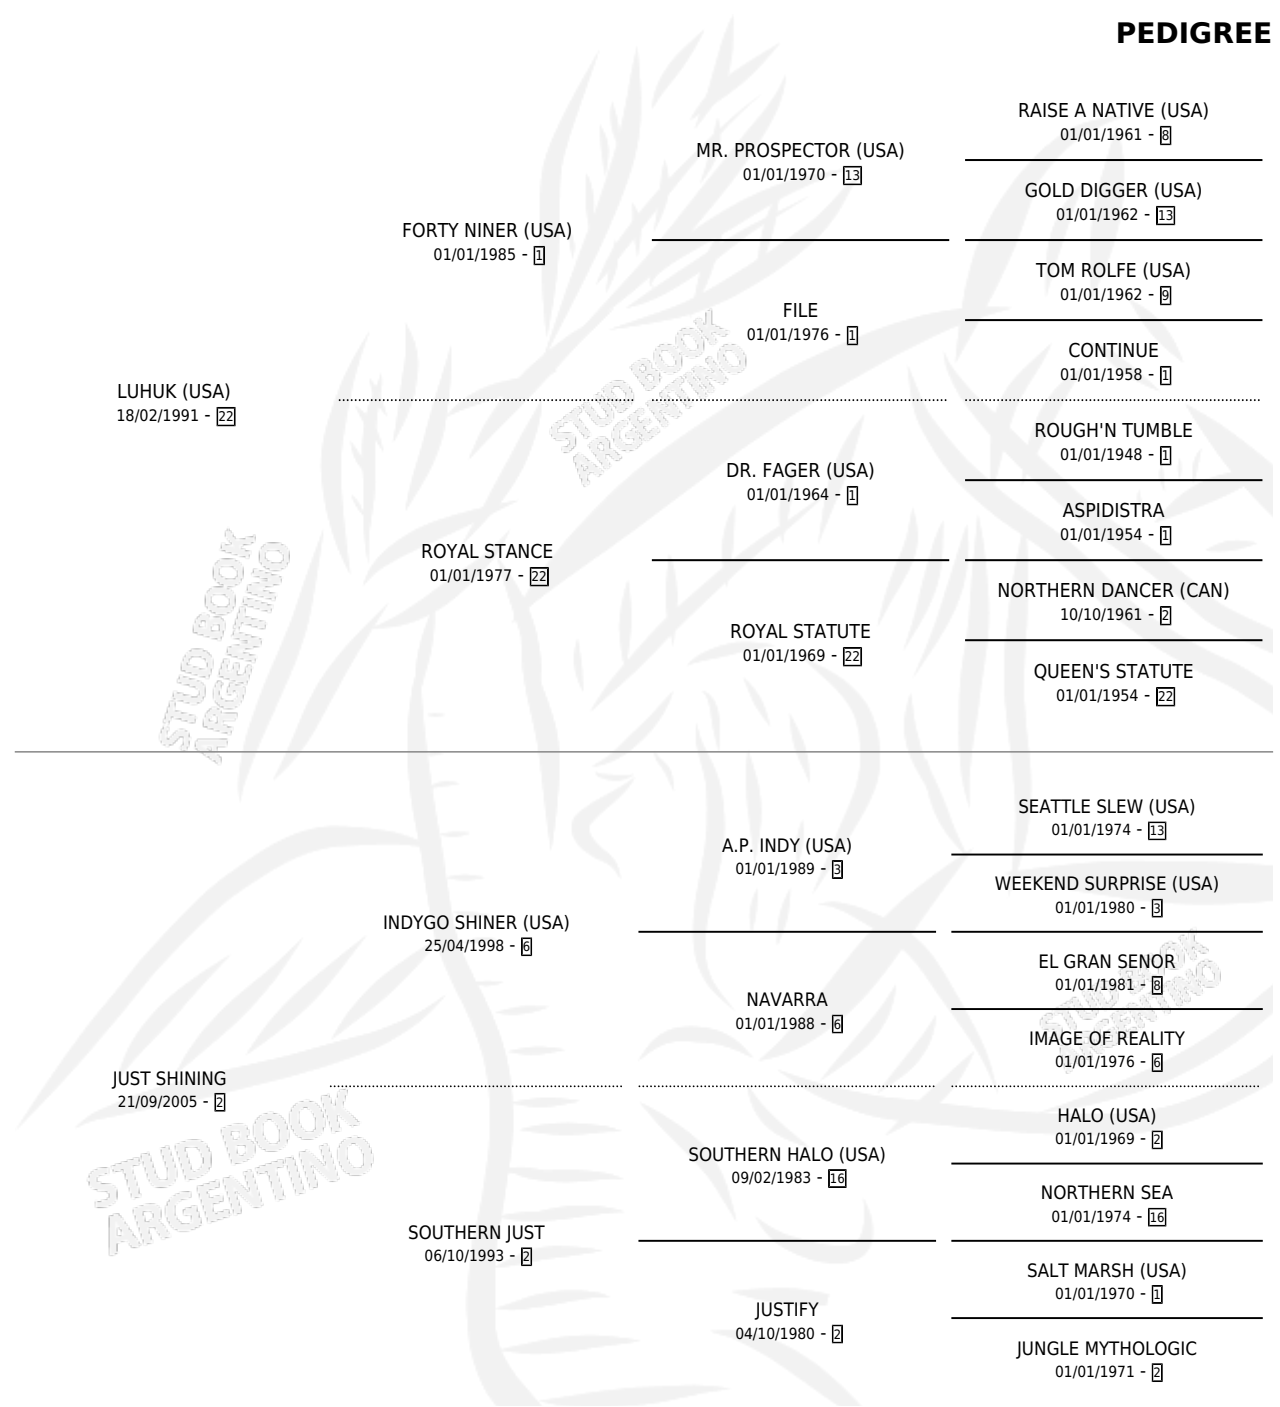 PEDIGREE
RAISE A NATIVE (USA)
01/01/1961 - 8
MR. PROSPECTOR (USA)
01/01/1970 - 13
GOLD DIGGER (USA)
01/01/1962 - 13
FORTY NINER (USA)
01/01/1985 - 1
TOM ROLFE (USA)
01/01/1962 - 9
FILE
01/01/1976 - 1
CONTINUE
01/01/1958 - 1
LUHUK (USA)
18/02/1991 - 22
ROUGH'N TUMBLE
01/01/1948 - 1
DR. FAGER (USA)
01/01/1964 - 1
ASPIDISTRA
01/01/1954 - 1
ROYAL STANCE
01/01/1977 - 22
NORTHERN DANCER (CAN)
10/10/1961 - 2
ROYAL STATUTE
01/01/1969 - 22
QUEEN'S STATUTE
01/01/1954 - 22
SEATTLE SLEW (USA)
01/01/1974 - 13
A.P. INDY (USA)
01/01/1989 - 3
WEEKEND SURPRISE (USA)
01/01/1980 - 3
INDYGO SHINER (USA)
25/04/1998 - 6
EL GRAN SENOR
01/01/1981 - 8
NAVARRA
01/01/1988 - 6
IMAGE OF REALITY
01/01/1976 - 6
JUST SHINING
21/09/2005 - 2
HALO (USA)
01/01/1969 - 2
SOUTHERN HALO (USA)
09/02/1983 - 16
NORTHERN SEA
01/01/1974 - 16
SOUTHERN JUST
06/10/1993 - 2
SALT MARSH (USA)
01/01/1970 - 1
JUSTIFY
04/10/1980 - 2
JUNGLE MYTHOLOGIC
01/01/1971 - 2
STUD BOOK
ARGENTINO
STUD BOOK
ARGENTINO
STUD BOOK
ARGENTINO
STUD BOOK
ARGENTINO